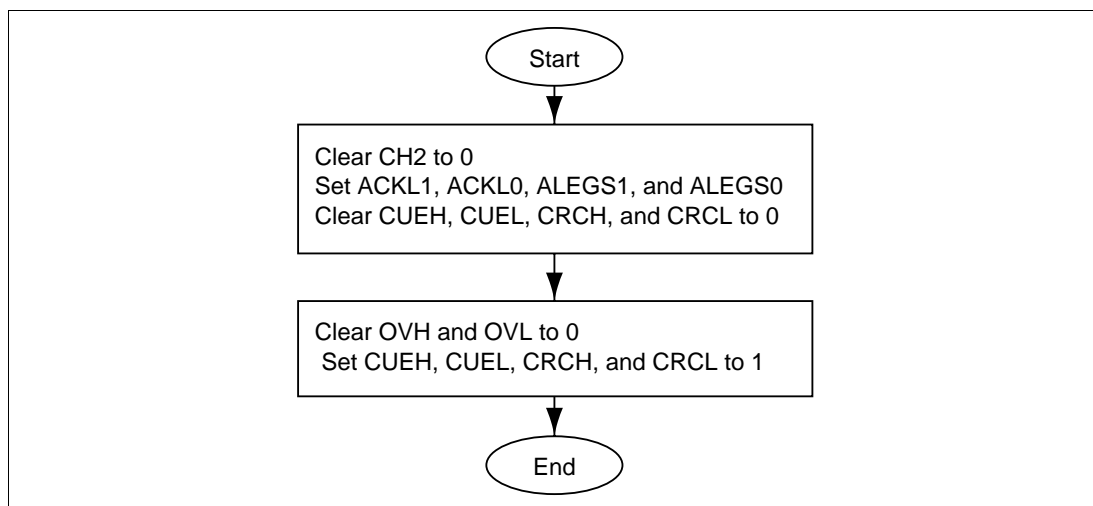 Start
Clear CH2 to 0
Set ACKL1, ACKL0, ALEGS1, and ALEGS0
Clear CUEH, CUEL, CRCH, and CRCL to 0
Clear OVH and OVL to 0
Set CUEH, CUEL, CRCH, and CRCL to 1
End